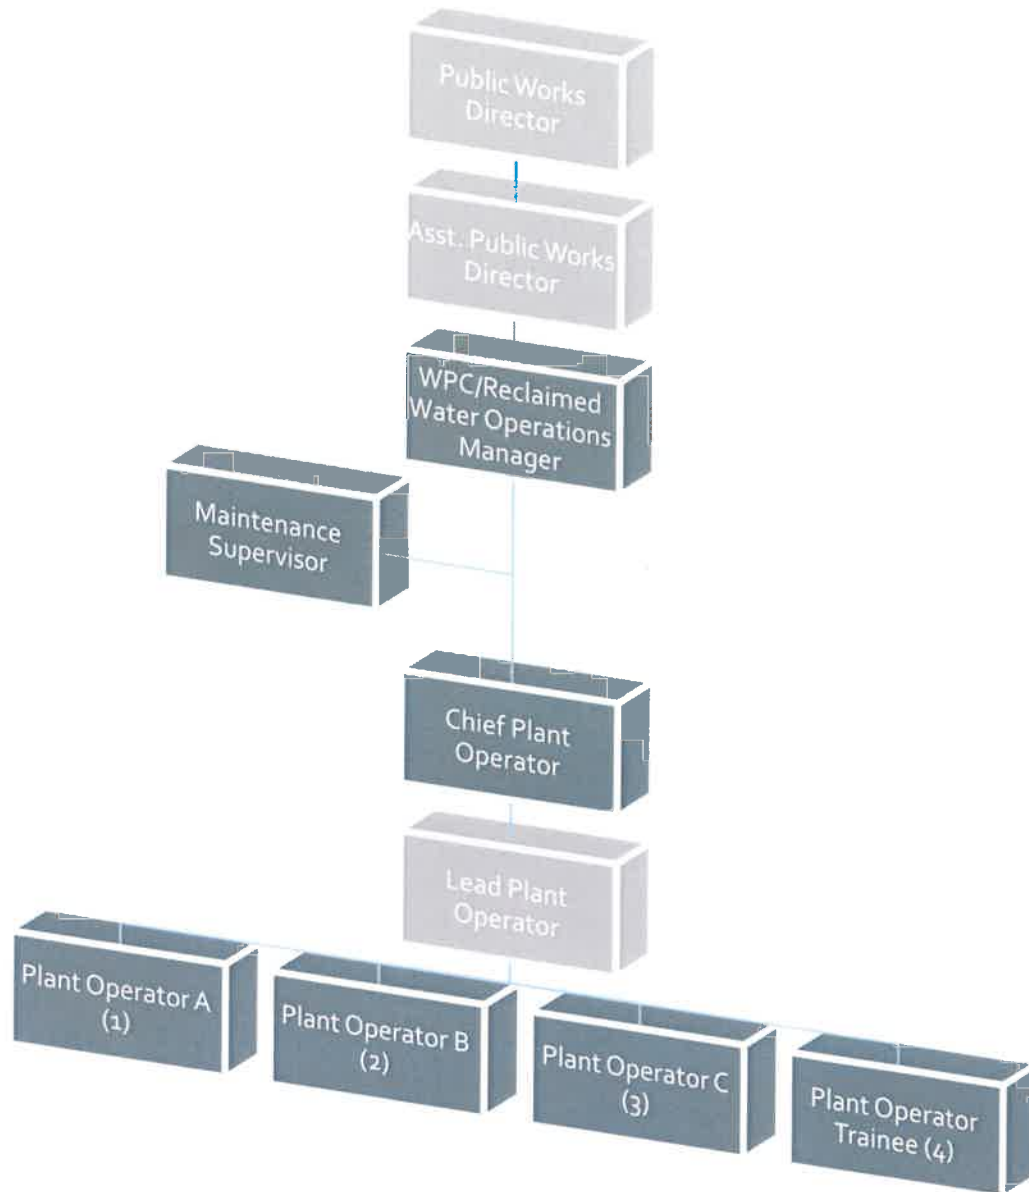 Public Works
Director
Asst. Public Works
Director
WPC/Reclaimed
Water Operations
Manager
Maintenance
Supervisor
Chief Plant
Operator
Lead Plant
Operator
Plant Operator A
(1)
Plant Operator B
(2)
Plant Operator C
(3)
Plant Operator
Trainee (4)